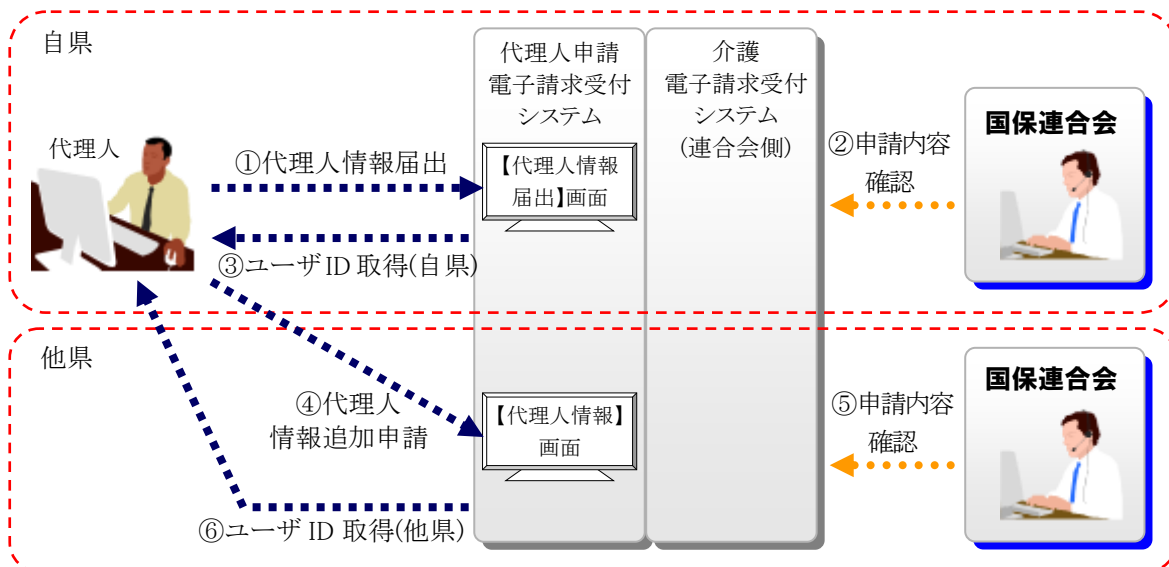 自県
代理人申請
電子請求受付
システム
介護
電子請求受付
システム
(連合会側)
国保連合会
代理人
①代理人情報届出
【代理人情報
届出】画面
②申請内容
確認
③ユーザID 取得(自県)
他県
④代理人
情報追加申請
【代理人情報】
画面
国保連合会
⑤申請内容
確認
⑥ユーザ ID 取得(他県)